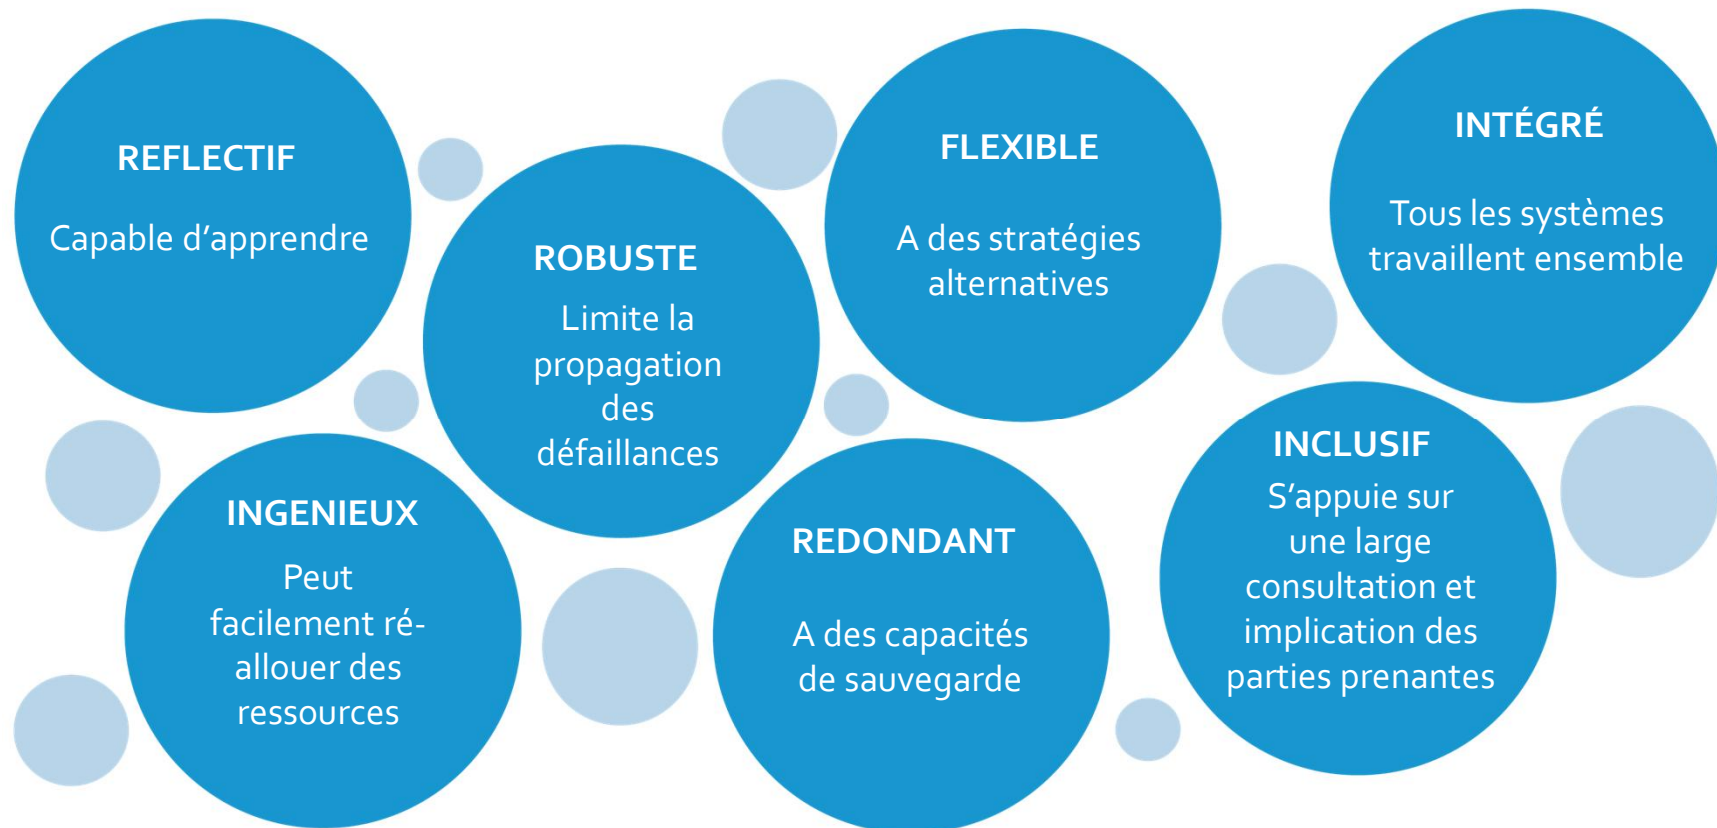 REFLECTIF
Capable d’apprendre
ROBUSTE
Limite la
propagation
des
défaillances
FLEXIBLE
A des stratégies
alternatives
INTÉGRÉ
Tous les systèmes
travaillent ensemble
INGENIEUX
Peut
facilement ré-
allouer des
ressources
REDONDANT
A des capacités
de sauvegarde
INCLUSIF
S’appuie sur
une large
consultation et
implication des
parties prenantes